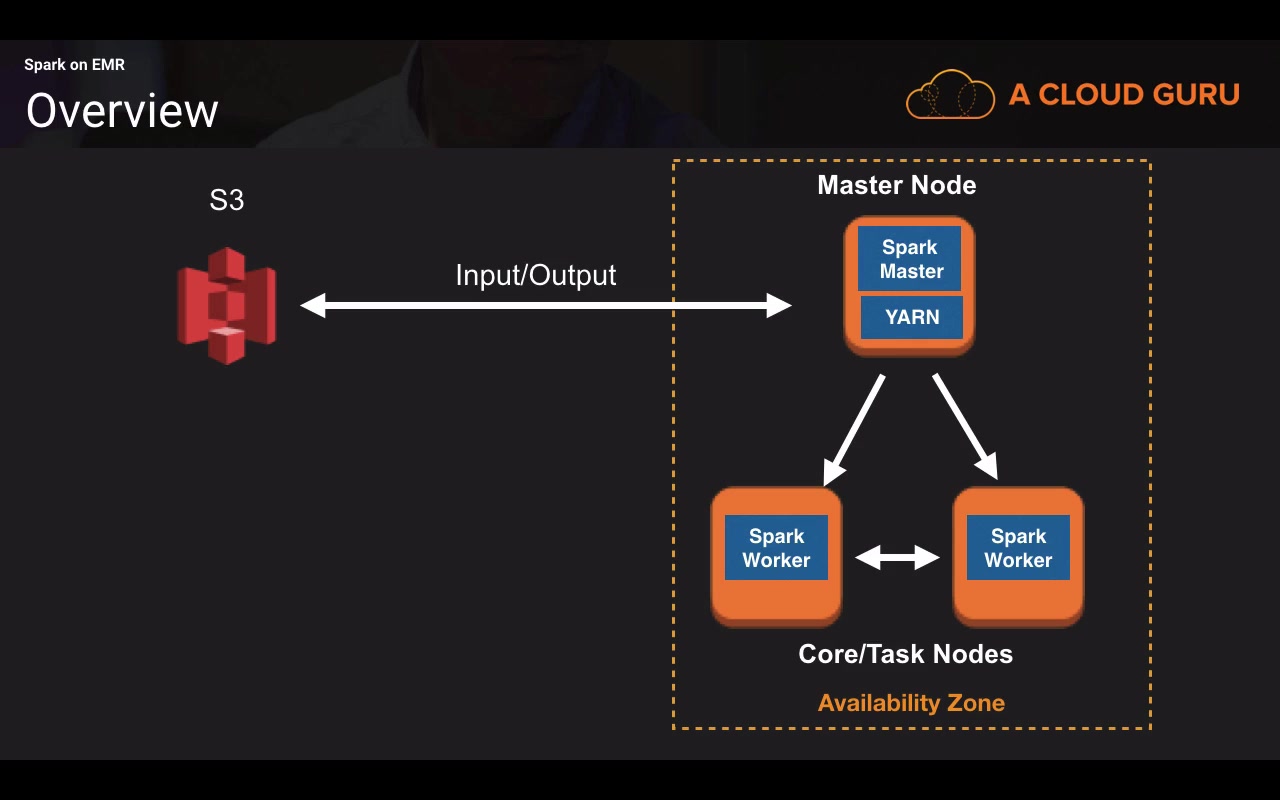 Spark on EMR
Overview
A CLOUD GURU
S3
Input/Output
Master Node
Spark
Master
YARN
Spark
Worker
Spark
Worker
Core/Task Nodes
Availability Zone